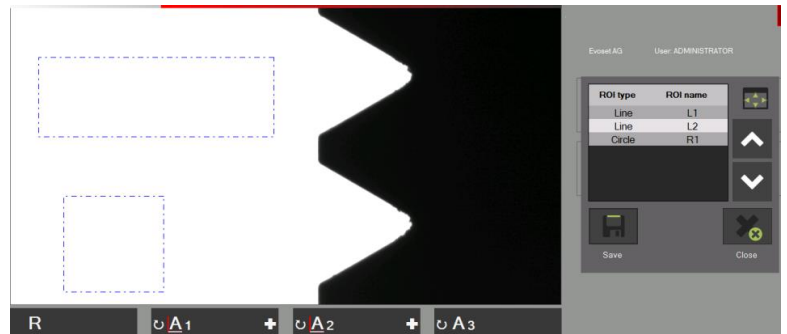 Evoset AG User: ADMINISTRATOR
ROI type ROI name
Line L1
Line L2
Circle R1
Save Close
R A1 A2 A3